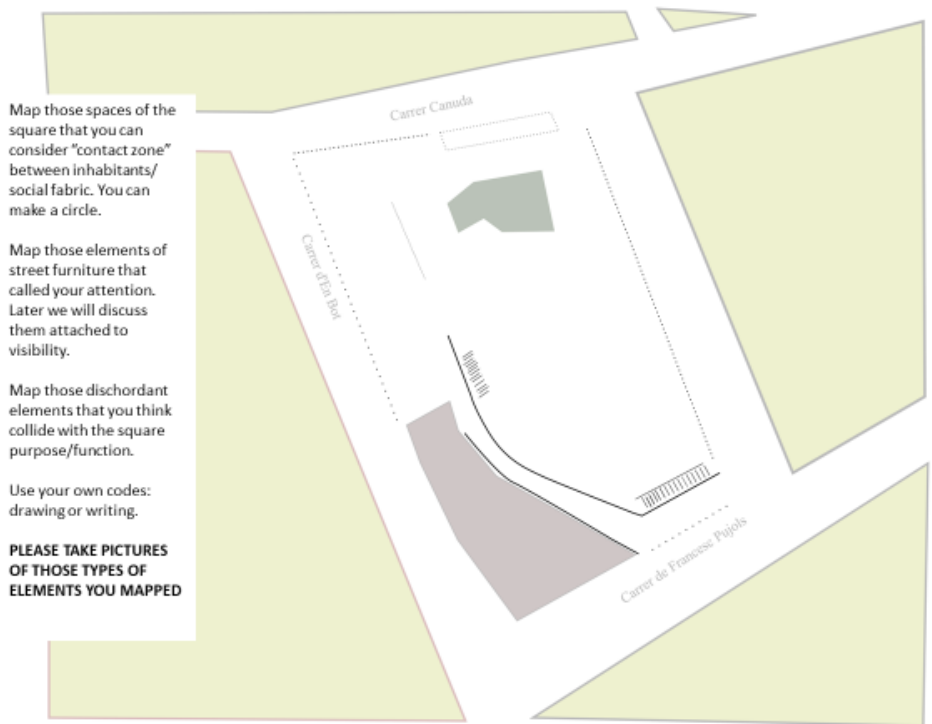 Carrer Canuda
Map those spaces of the
square that you can
consider “contact zone”
between inhabitants/
social fabric. You can
make a circle.
Map those elements of
street furniture that
called your attention.
Later we will discuss
them attached to
visibility.
Map those dischordant
elements that you think
collide with the square
purpose/function.
Use your own codes:
drawing or writing.
PLEASE TAKE PICTURES
OF THOSE TYPES OF
ELEMENTS YOU MAPPED
Carrer d'En Bot
Carrer de Francesc Pujols